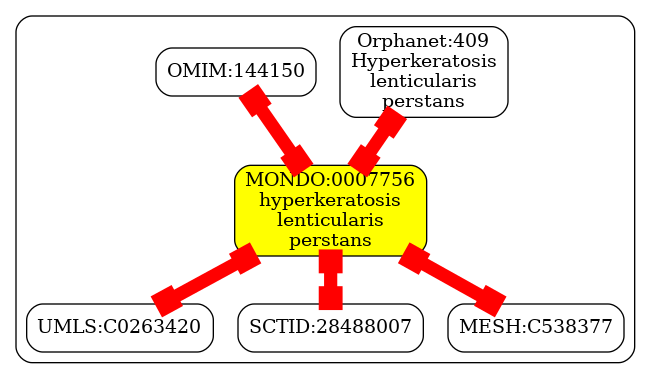 OMIM:144150
Orphanet:409
Hyperkeratosis
lenticularis
perstans
MONDO:0007756
hyperkeratosis
lenticularis
perstans
UMLS:C0263420
SCTID:28488007
MESH:C538377